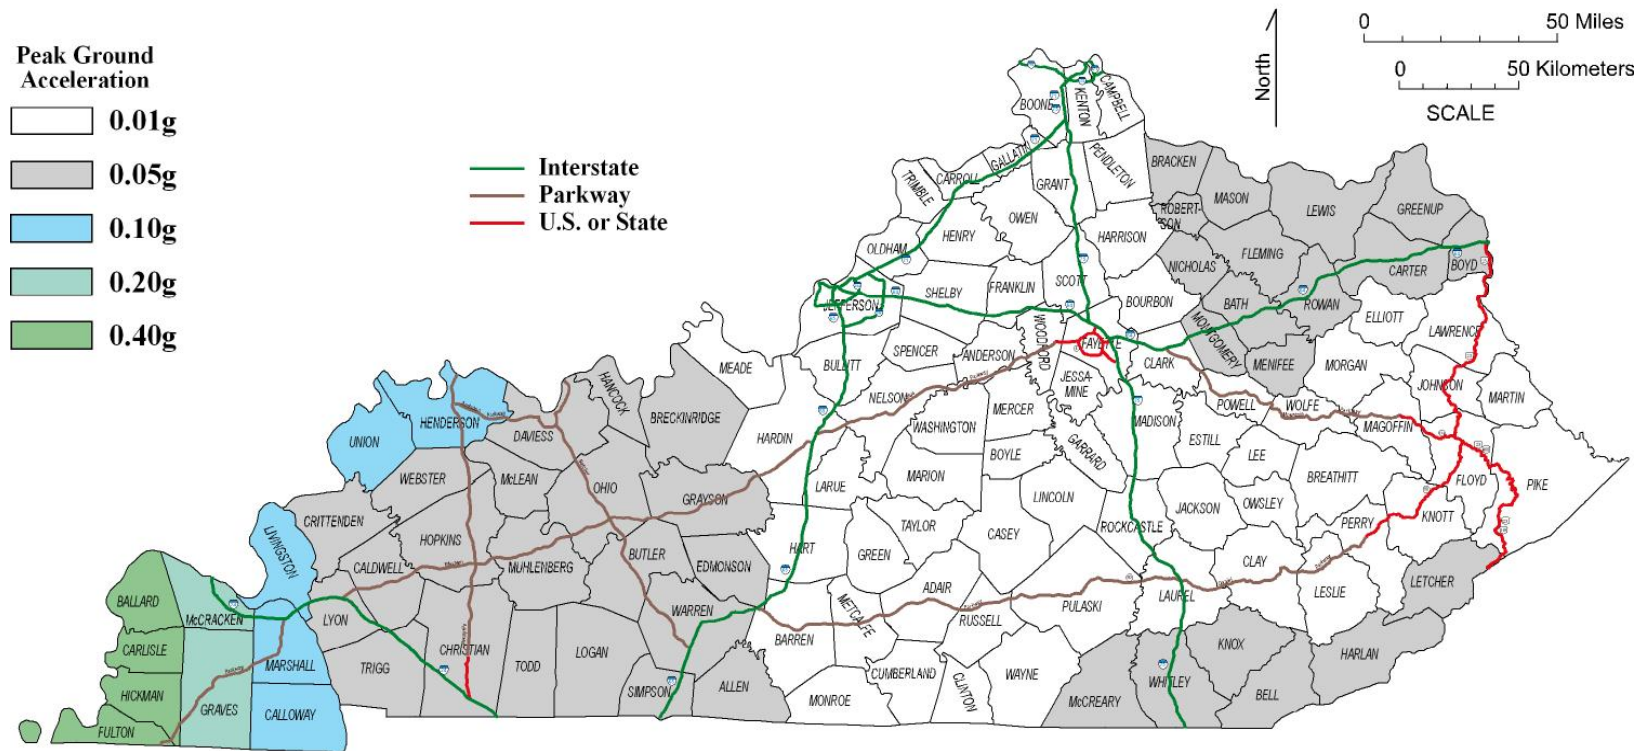 Peak Ground
Acceleration
0.01g
0.05g
0.10g
0.20g
0.40g
Interstate
Parkway
U.S. or State
North
0 50 Miles
0 50 Kilometers
SCALE
BOONE
KENTON
CAMPBELL
GALLATIN
CARROLL
TRIMBLE
GRANT
PENDLETON
BRACKEN
MASON
ROBERT-
SON
LEWIS
GREENUP
OWEN
HENRY
OLDHAM
HARRISON
FLEMING
NICHOLAS
CARTER
BOYD
JEFFERSON
SHELBY
FRANKLIN
SCOTT
BOURBON
BATH
ROWAN
ELLIOTT
LAWRENCE
MONTGOMERY
MENIFEE
MORGAN
JOHNSON
MARTIN
WOODFORD
FAYETTE
CLARK
SPENCER
ANDERSON
BULLITT
MEADE
JESSA-
MINE
NELSON
MERCER
WASHINGTON
MADISON
POWELL
WOLFE
MAGOFFIN
ESTILL
LEE
GARRARD
BOYLE
HARDIN
HANCOCK
BRECKINRIDGE
HENDERSON
DAVIESS
UNION
WEBSTER
McLEAN
OHIO
GRAYSON
LARUE
MARION
LINCOLN
JACKSON
OWSLEY
BREATHITT
FLOYD
PIKE
KNOTT
PERRY
CRITTENDEN
LIVINGSTON
HOPKINS
BUTLER
EDMONSON
HART
TAYLOR
GREEN
CASEY
ROCKCASTLE
CLAY
LESLIE
LETCHER
CALDWELL
MUHLENBERG
ADAIR
METCALFE
PULASKI
LAUREL
BALLARD
McCRACKEN
LYON
WARREN
BARREN
RUSSELL
KNOX
HARLAN
CARLISLE
MARSHALL
CHRISTIAN
TRIGG
TODD
LOGAN
SIMPSON
ALLEN
MONROE
CUMBERLAND
CLINTON
WAYNE
McCREARY
WHITLEY
BELL
HICKMAN
GRAVES
CALLOWAY
FULTON